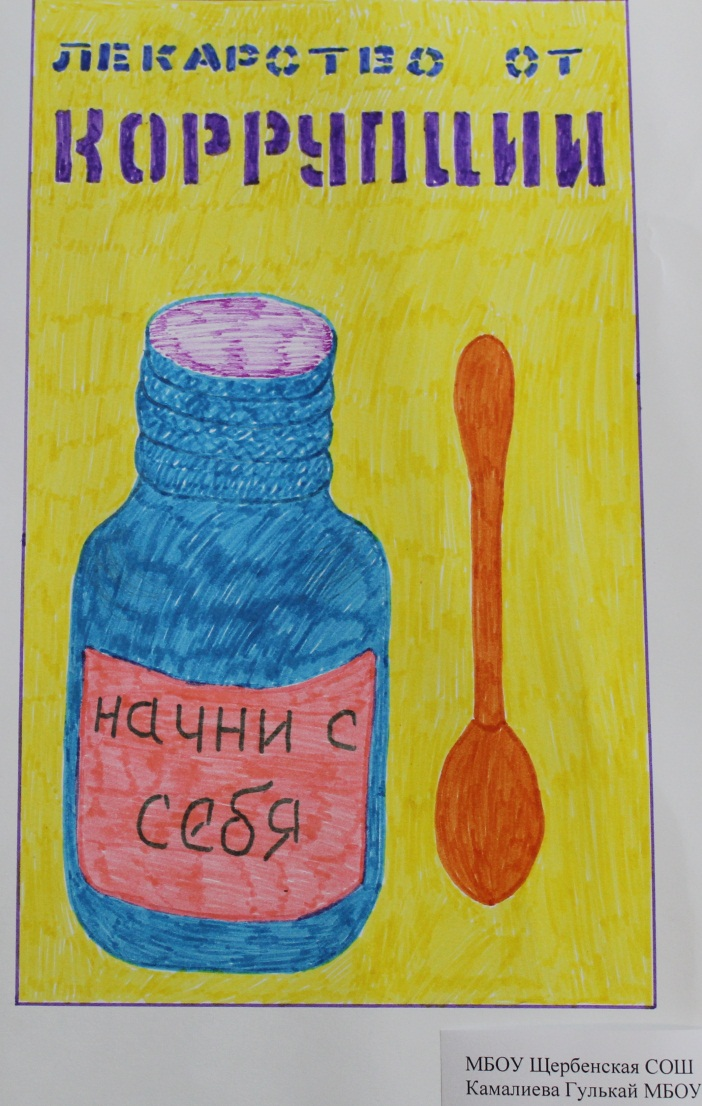 ЛЕКАРСТВО ОТ
КОРРУПЦИИ
начни с
себя
МБОУ Щербенская СОШ
Камалиева Гулькай МБОУ